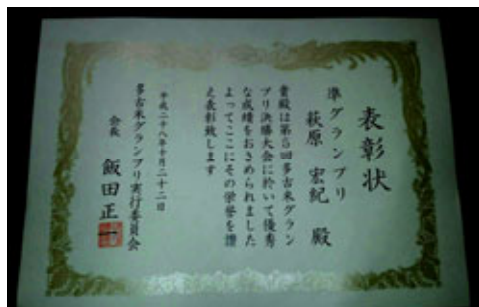 表彰状
準グランプリ
萩原 宏紀 殿
貴殿は第5回多古米グラン
プリ決勝大会に於いて優秀
な成績をおさめられました
よってここにその栄誉を讃
え表彰致します
平成二十八年十月二十二日
多古米グランプリ実行委員会
会長 飯田正一